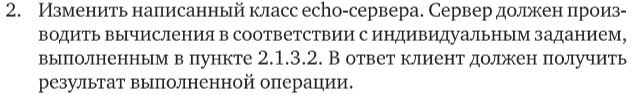 2. Изменить написанный класс echo-сервера. Сервер должен произ-
водить вычисления в соответствии с индивидуальным заданием,
выполненным в пункте 2.1.3.2. В ответ клиент должен получить
результат выполненной операции.